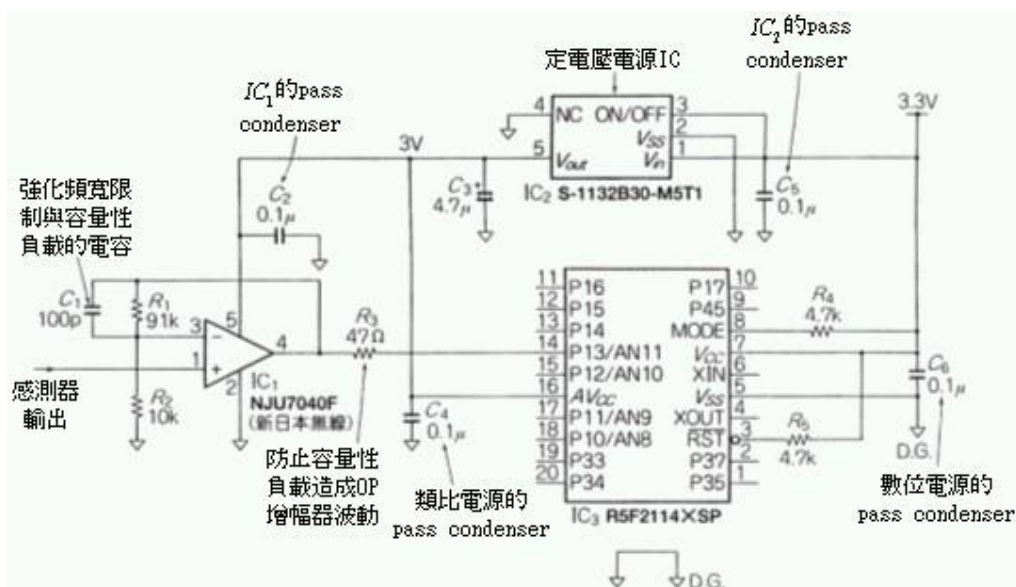 IC₂的pass
condenser
定電壓電源IC
IC₁的pass
condenser
3.3V
4
NC
ON/OFF
3
VSS
2
5
Vout
Vin
1
3V
IC₂ S-1132B30-M5T1
C₃+
4.7μ
C₅
0.1μ
C₂
0.1μ
強化頻寬限
制與容量性
負載的電容
C₁
100p
R₁
91k
3
−
5
4
1
+
2
IC₁
NJU7040F
(新日本無線)
感測器
輸出
R₂
10k
R₃
47Ω
防止容量性
負載造成OP
增幅器波動
C₄
0.1μ
類比電源的
pass condenser
11 P16 P17 10
12 P15 P45 9
13 P14 MODE 8
14 P13/AN11 VCC 7
15 P12/AN10 XIN 6
16 AVCC VSS 5
17 P11/AN9 XOUT 4
18 P10/AN8 RST 3
19 P33 P37 2
20 P34 P35 1
IC₃ R5F2114XSP
R₄
4.7k
R₅
4.7k
C₆
0.1μ
D.G.
數位電源的
pass condenser
D.G.